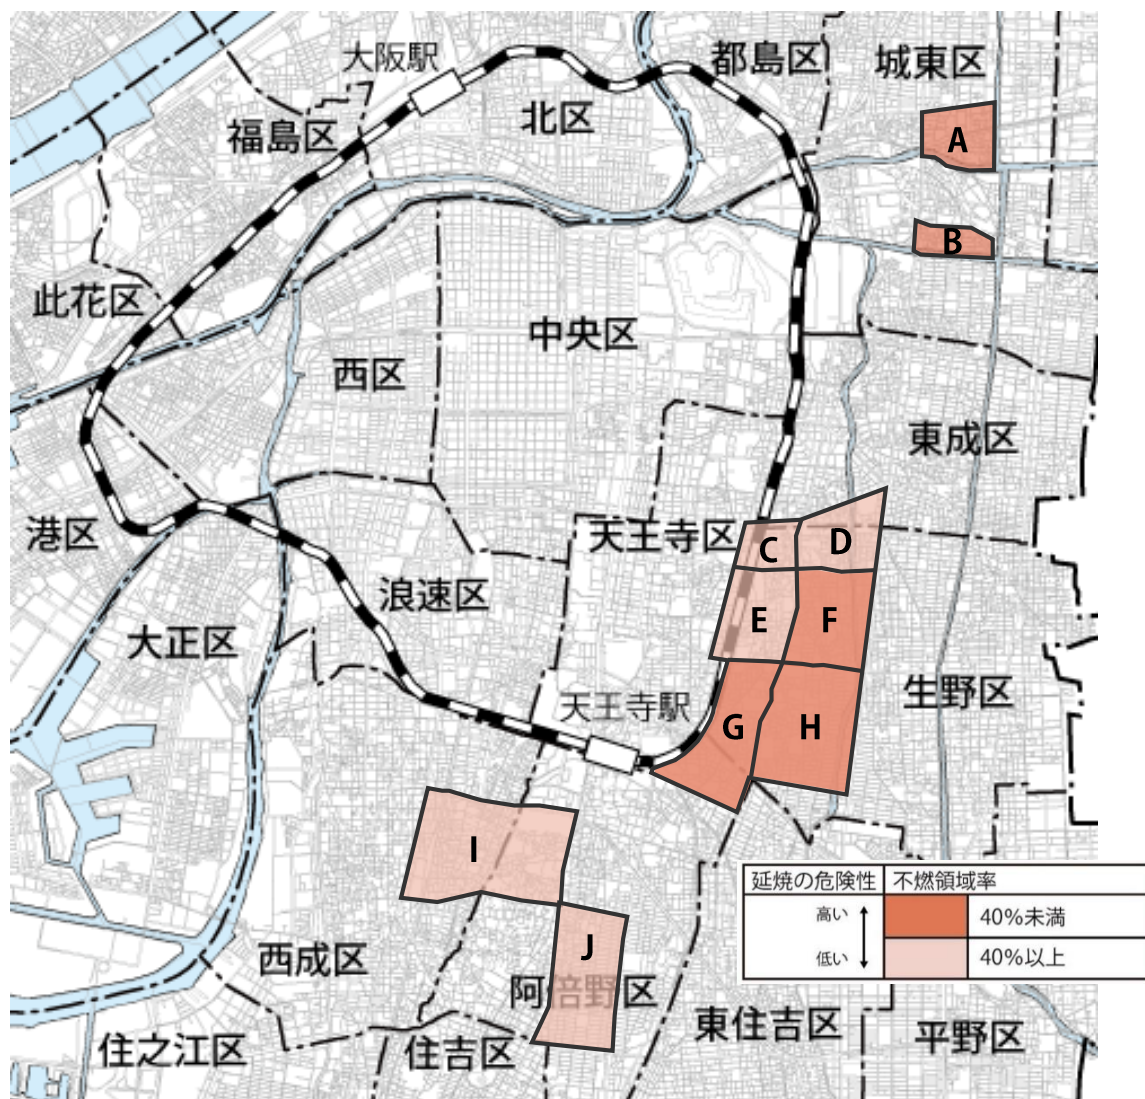 大阪駅
都島区
城東区
北区
福島区
A
B
此花区
中央区
西区
東成区
港区
天王寺区
C
D
浪速区
E
F
大正区
天王寺駅
G
H
生野区
I
J
西成区
阿倍野区
東住吉区
平野区
住之江区
住吉区
延焼の危険性 不燃領域率
高い 40%未満
低い 40%以上